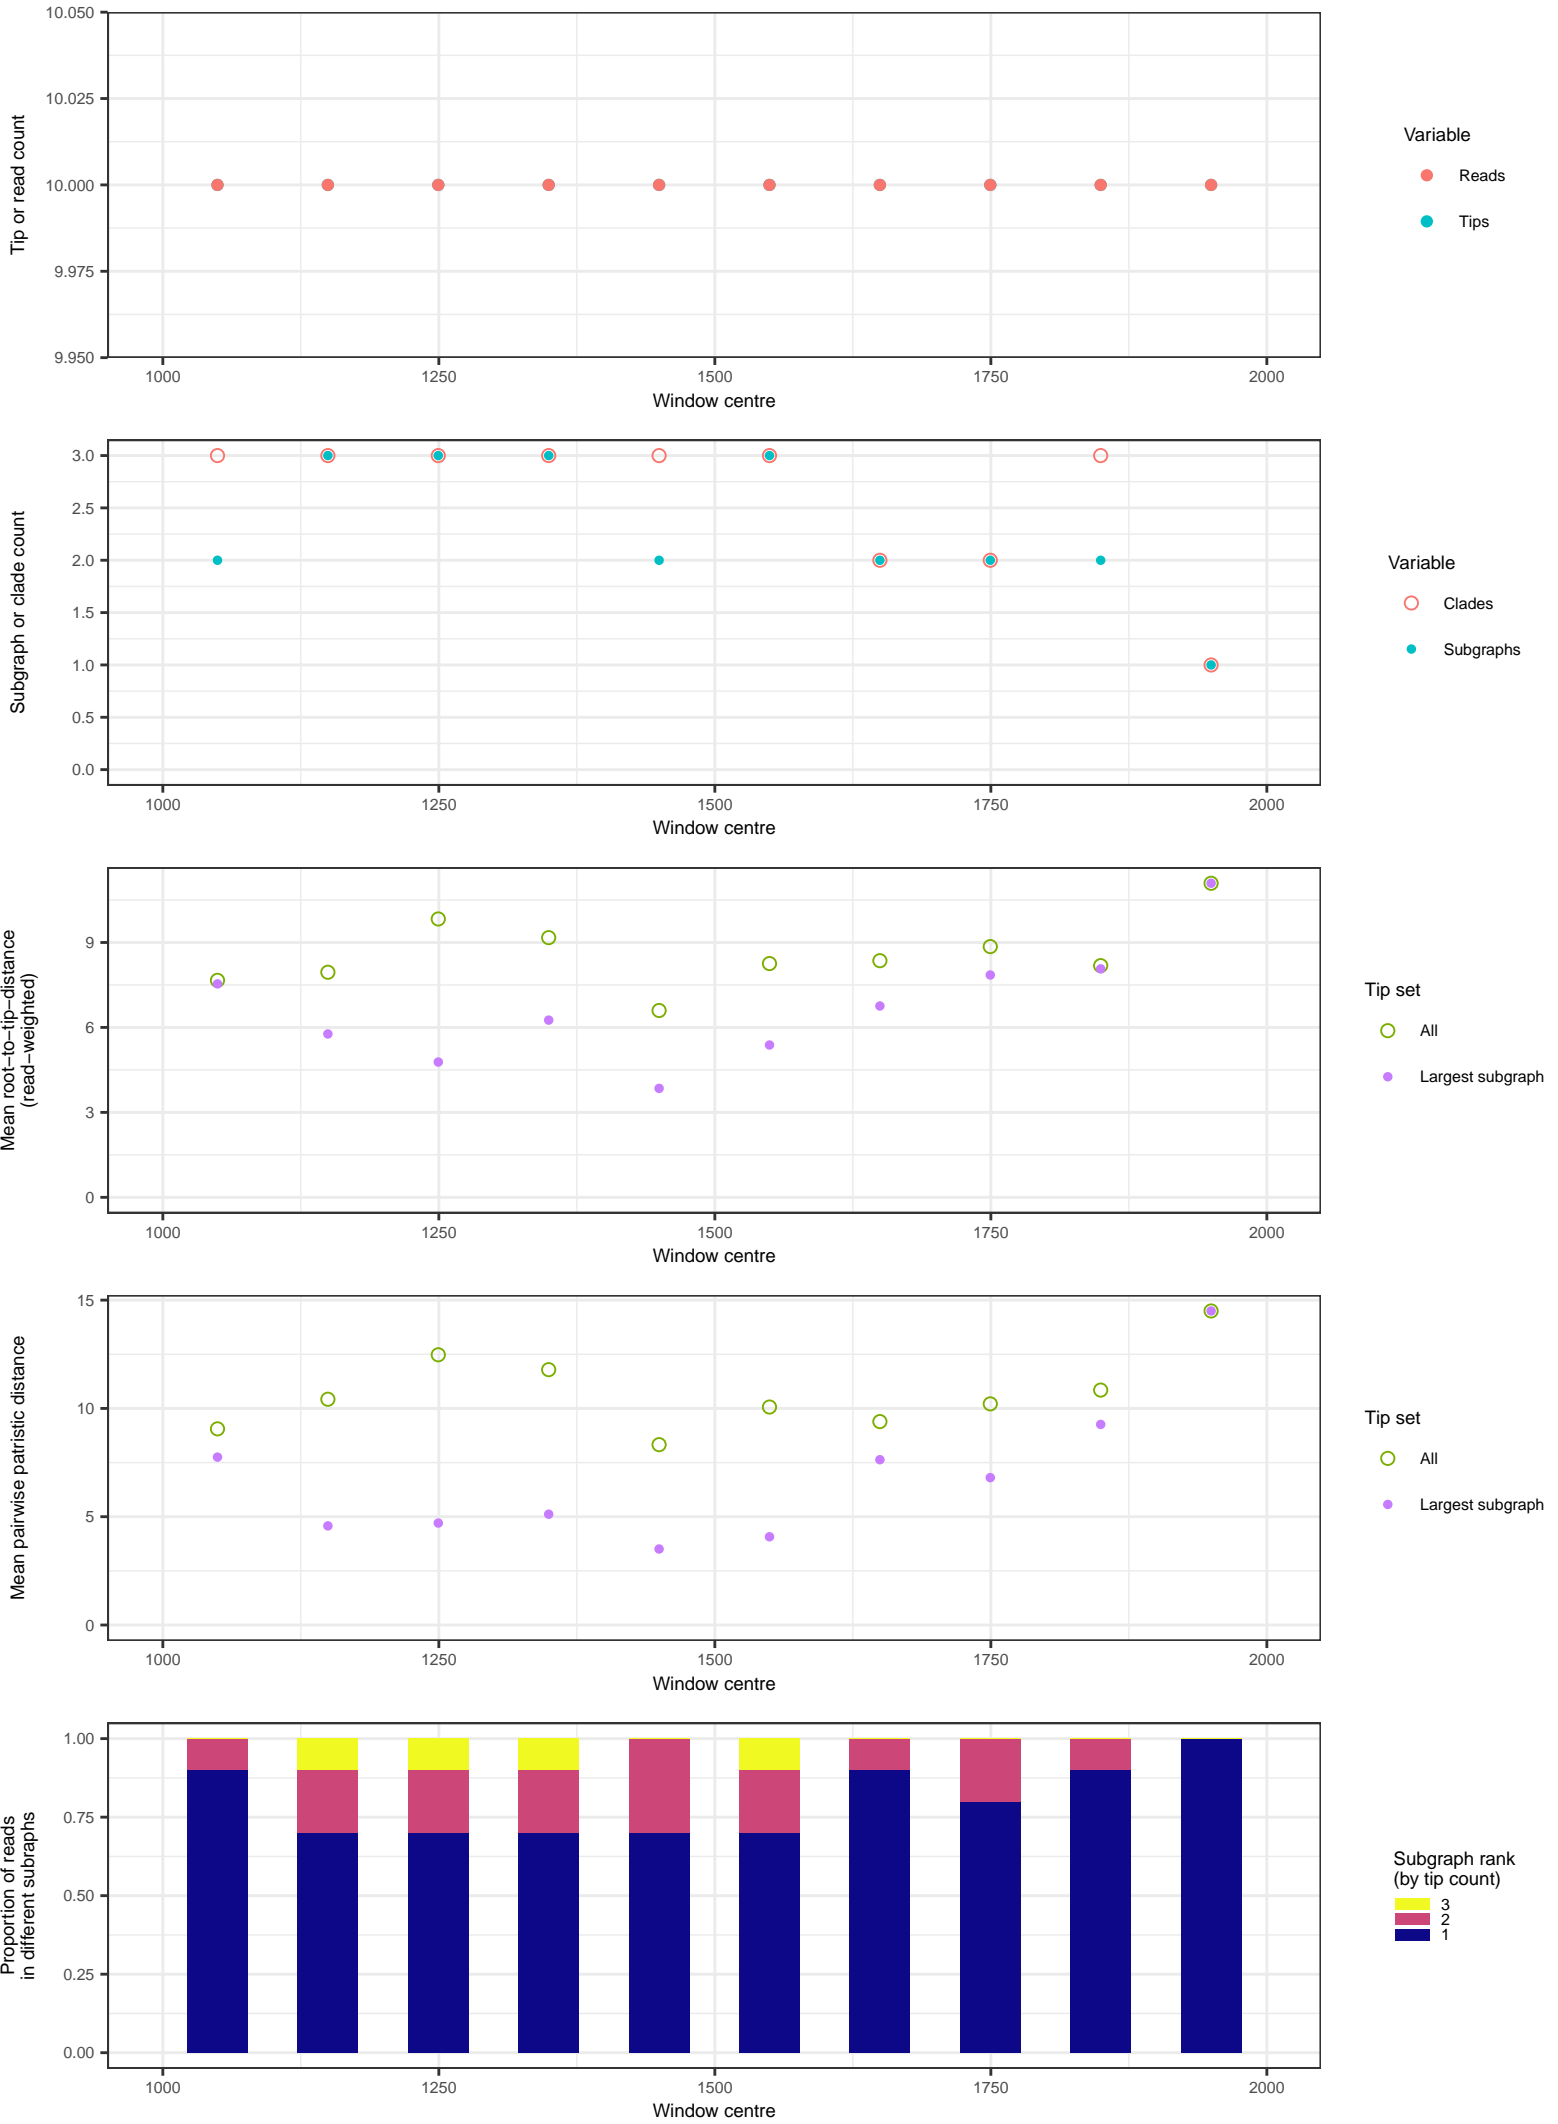 10.050
10.025
10.000
9.975
9.950
Tip or read count
1000 1250 1500 1750 2000
Window centre
Variable
Reads
Tips
3.0
2.5
2.0
1.5
1.0
0.5
0.0
Subgraph or clade count
1000 1250 1500 1750 2000
Window centre
Variable
Clades
Subgraphs
9
6
3
0
Mean root−to−tip−distance
(read−weighted)
1000 1250 1500 1750 2000
Window centre
Tip set
All
Largest subgraph
15
10
5
0
Mean pairwise patristic distance
1000 1250 1500 1750 2000
Window centre
Tip set
All
Largest subgraph
1.00
0.75
0.50
0.25
0.00
Proportion of reads
in different subraphs
1000 1250 1500 1750 2000
Window centre
Subgraph rank
(by tip count)
3
2
1